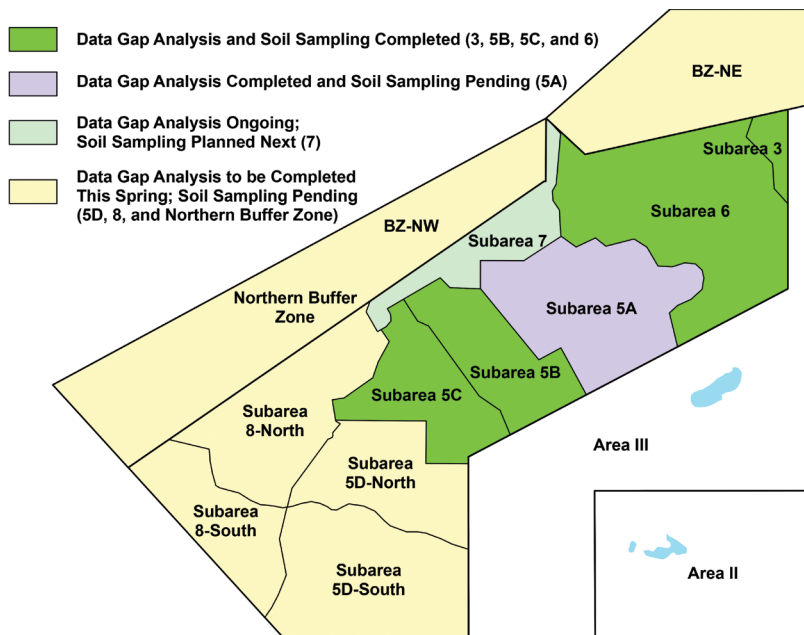 Data Gap Analysis and Soil Sampling Completed (3, 5B, 5C, and 6)
Data Gap Analysis Completed and Soil Sampling Pending (5A)
Data Gap Analysis Ongoing;
Soil Sampling Planned Next (7)
Data Gap Analysis to be Completed
This Spring; Soil Sampling Pending
(5D, 8, and Northern Buffer Zone)
BZ-NE
Subarea 3
Subarea 6
BZ-NW
Subarea 7
Northern Buffer
Zone
Subarea 5A
Subarea 5B
Subarea 5C
Subarea
8-North
Subarea
5D-North
Subarea
8-South
Subarea
5D-South
Area III
Area II